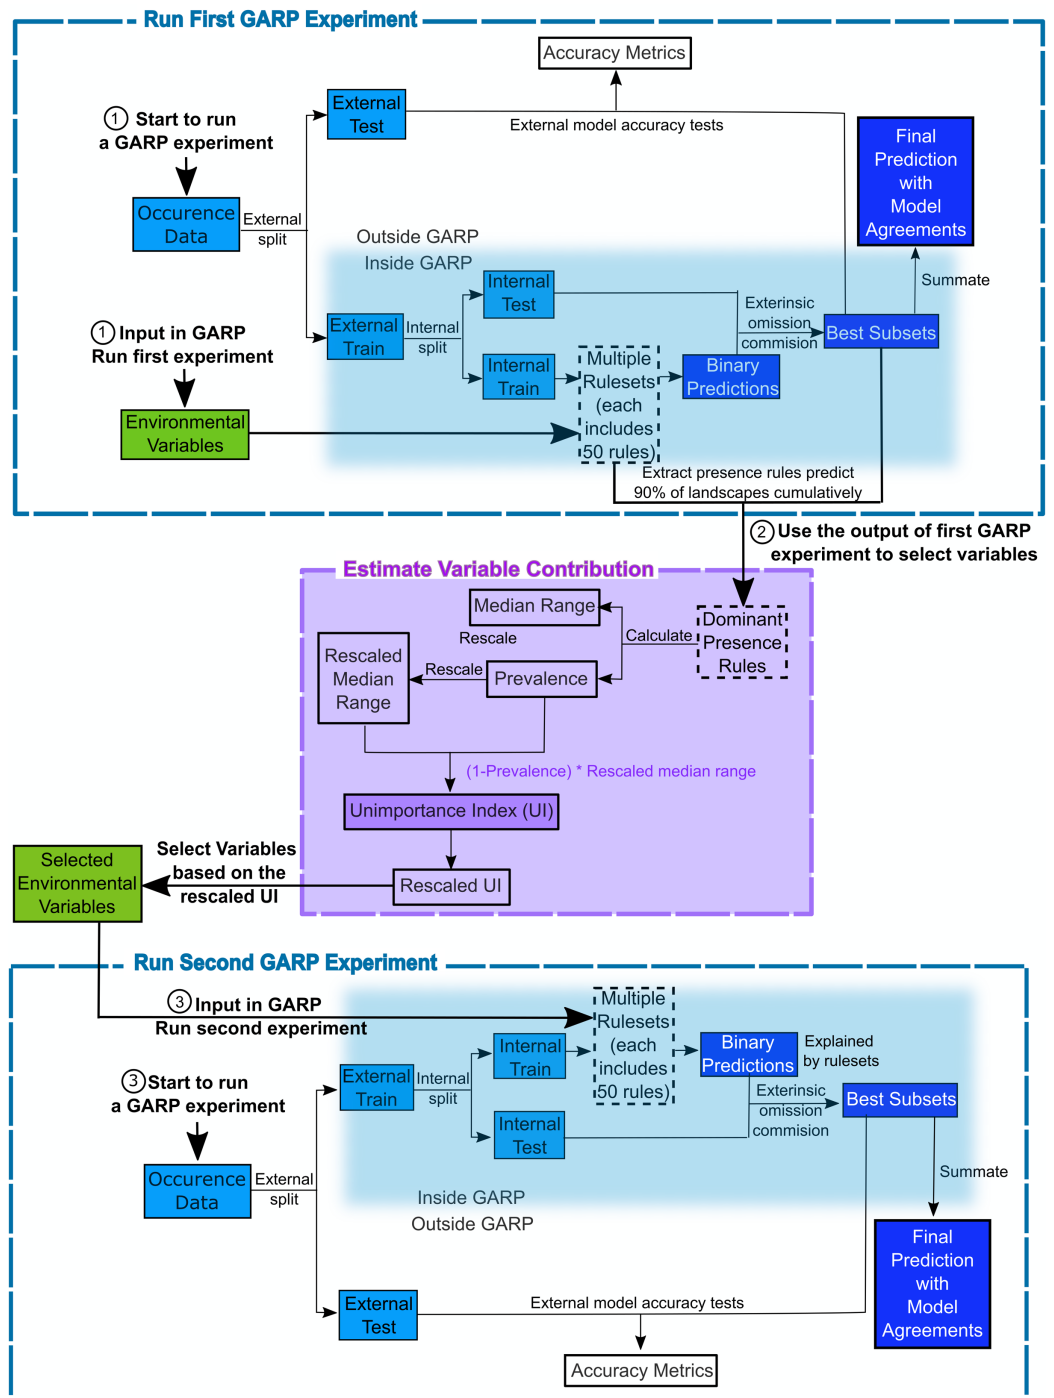 Run First GARP Experiment
Accuracy Metrics
External
Test
External model accuracy tests
1 Start to run
a GARP experiment
Final
Prediction
with
Model
Agreements
Occurence
Data
External
split
Outside GARP
Inside GARP
Internal
Test
Summate
Exterinsic
omission
commision
1 Input in GARP
Run first experiment
External
Train
Internal
split
Best Subsets
Internal
Train
Multiple
Rulesets
(each
includes
50 rules)
Binary
Predictions
Environmental
Variables
Extract presence rules predict
90% of landscapes cumulatively
2 Use the output of first GARP
experiment to select variables
Estimate Variable Contribution
Median Range
Dominant
Presence
Rules
Calculate
Rescale
Rescaled
Median
Range
Rescale
Prevalence
(1-Prevalence) * Rescaled median range
Unimportance Index (UI)
Select Variables
based on the
rescaled UI
Rescaled UI
Selected
Environmental
Variables
Run Second GARP Experiment
3 Input in GARP
Run second experiment
Multiple
Rulesets
(each
includes
50 rules)
Internal
Train
Binary
Predictions
Explained
by rulesets
3 Start to run
a GARP experiment
External
Train
Internal
split
Exterinsic
omission
commision
Best Subsets
Internal
Test
Occurence
Data
External
split
Summate
Inside GARP
Outside GARP
Final
Prediction
with
Model
Agreements
External
Test
External model accuracy tests
Accuracy Metrics